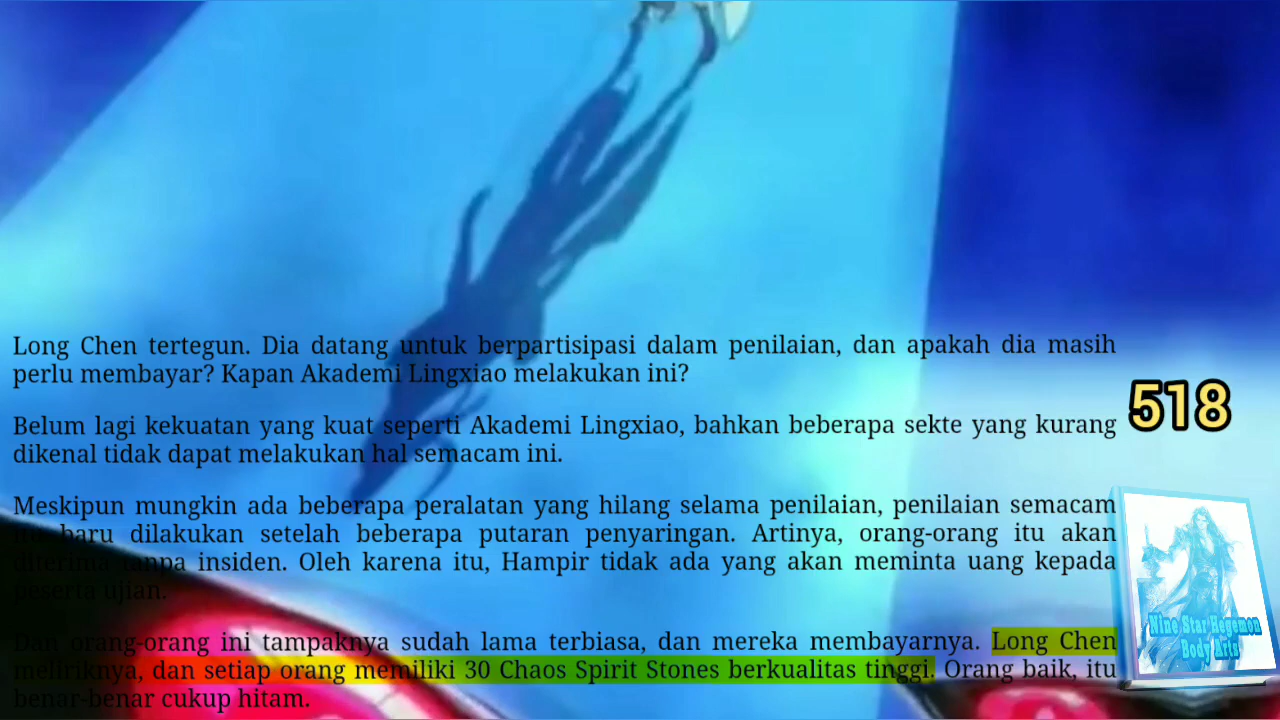 Long Chen tertegun. Dia datang untuk berpartisipasi dalam penilaian, dan apakah dia masih
perlu membayar? Kapan Akademi Lingxiao melakukan ini?
Belum lagi kekuatan yang kuat seperti Akademi Lingxiao, bahkan beberapa sekte yang kurang
dikenal tidak dapat melakukan hal semacam ini.
518
Meskipun mungkin ada beberapa peralatan yang hilang selama penilaian, penilaian semacam
itu baru dilakukan setelah beberapa putaran penyaringan. Artinya, orang-orang itu akan
diterima tanpa insiden. Oleh karena itu, Hampir tidak ada yang akan meminta uang kepada
peserta ujian.
Dan orang-orang ini tampaknya sudah lama terbiasa, dan mereka membayarnya. Long Chen
meliriknya, dan setiap orang memiliki 30 Chaos Spirit Stones berkualitas tinggi. Orang baik, itu
benar-benar cukup hitam.
Nine Star Hegemon
Body Arts